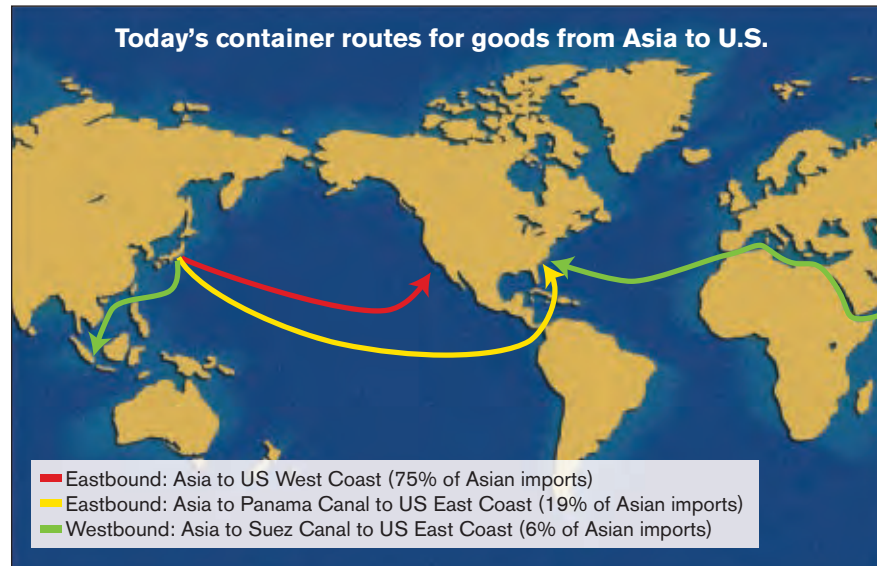 Today's container routes for goods from Asia to U.S.
Eastbound: Asia to US West Coast (75% of Asian imports)
Eastbound: Asia to Panama Canal to US East Coast (19% of Asian imports)
Westbound: Asia to Suez Canal to US East Coast (6% of Asian imports)